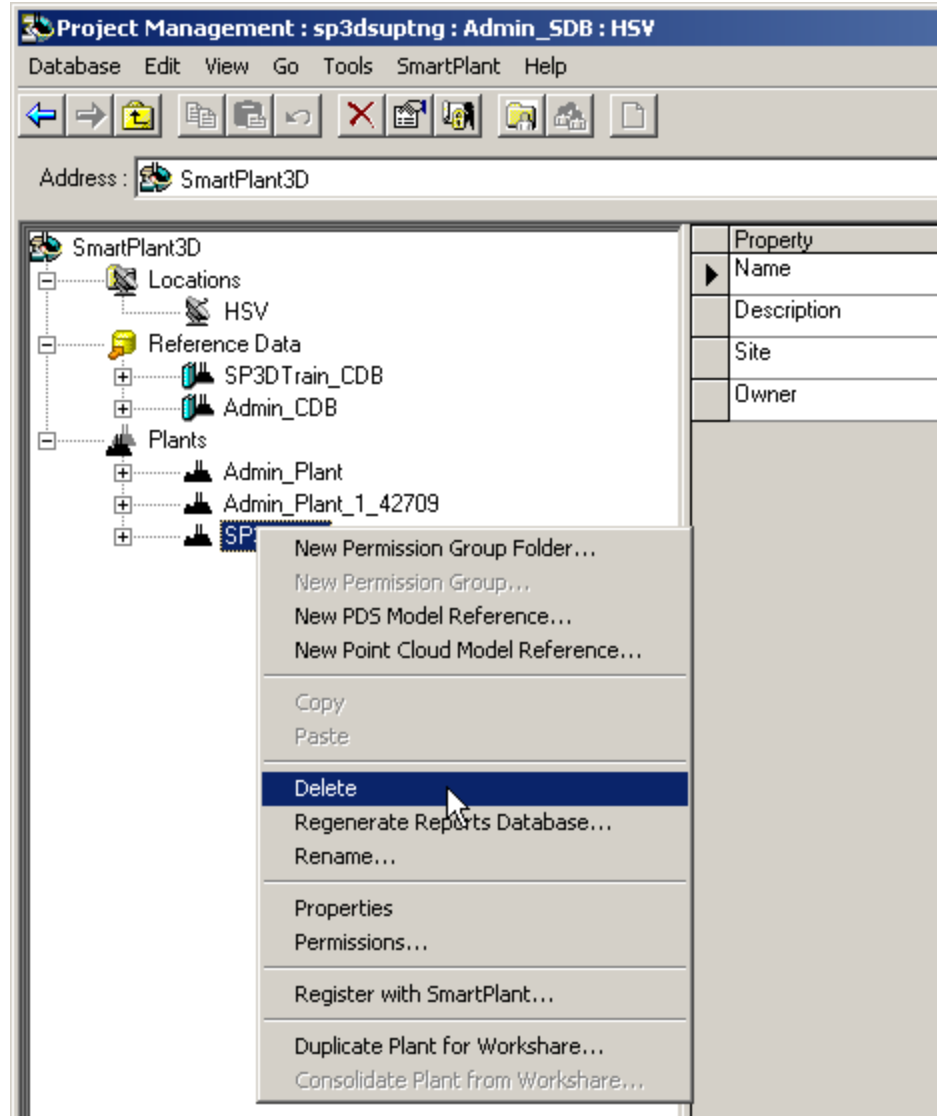 Project Management : sp3dsuptng : Admin_SDB : HSV
Database Edit View Go Tools SmartPlant Help
Address : SmartPlant3D
SmartPlant3D
Locations
HSV
Reference Data
SP3DTrain_CDB
Admin_CDB
Plants
Admin_Plant
Admin_Plant_1_42709
Property
Name
Description
Site
Owner
New Permission Group Folder...
New Permission Group...
New PDS Model Reference...
New Point Cloud Model Reference...
Copy
Paste
Delete
Regenerate Reports Database...
Rename...
Properties
Permissions...
Register with SmartPlant...
Duplicate Plant for Workshare...
Consolidate Plant from Workshare...